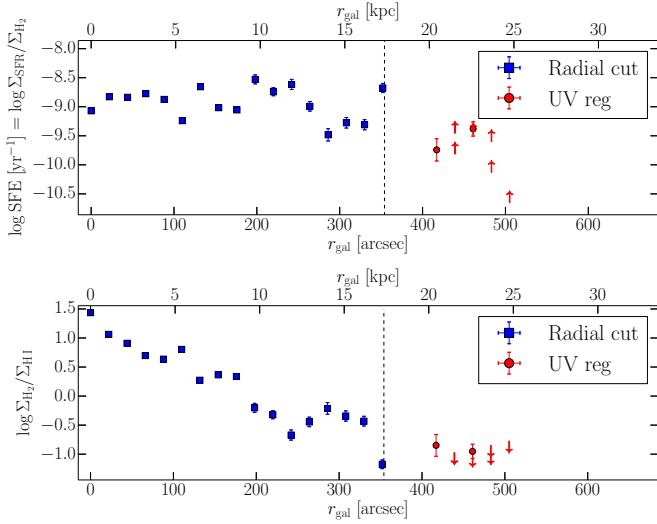 r_gal [kpc]
0 5 10 15 20 25 30
log SFE [yr⁻¹] = log Σ_SFR/Σ_H₂
−8.0
−8.5
−9.0
−9.5
−10.0
−10.5
Radial cut
UV reg
0 100 200 300 400 500 600
r_gal [arcsec]
r_gal [kpc]
0 5 10 15 20 25 30
log Σ_H₂/Σ_H I
1.5
1.0
0.5
0.0
−0.5
−1.0
Radial cut
UV reg
0 100 200 300 400 500 600
r_gal [arcsec]